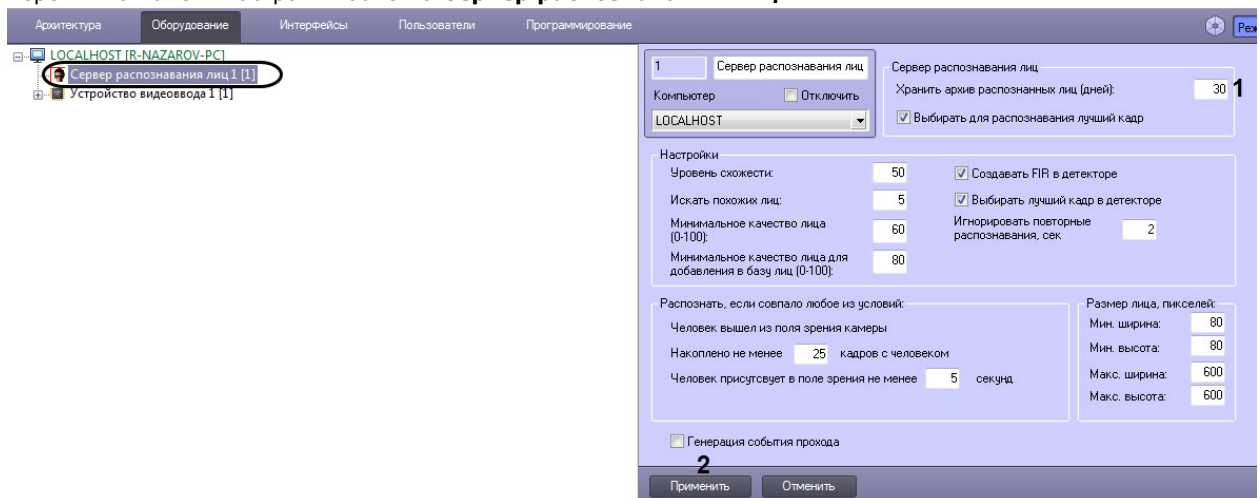 Архитектура Оборудование Интерфейсы Пользователи Программирование
LOCALHOST [R-NAZAROV-PC]
Сервер распознавания лиц 1 [1]
Устройство видеоввода 1 [1]
1 Сервер распознавания лиц
Компьютер Отключить
LOCALHOST
Сервер распознавания лиц
Хранить архив распознанных лиц (дней): 30 1
Выбирать для распознавания лучший кадр
Настройки
Уровень схожести: 50
Искать похожих лиц: 5
Минимальное качество лица
(0-100): 60
Минимальное качество лица для
добавления в базу лиц (0-100): 80
Создавать FIR в детекторе
Выбирать лучший кадр в детекторе
Игнорировать повторные
распознавания, сек 2
Распознать, если совпало любое из условий:
Человек вышел из поля зрения камеры
Накоплено не менее 25 кадров с человеком
Человек присутсвует в поле зрения не менее 5 секунд
Размер лица, пикселей:
Мин. ширина: 80
Мин. высота: 80
Макс. ширина: 600
Макс. высота: 600
Генерация события прохода
2
Применить Отменить